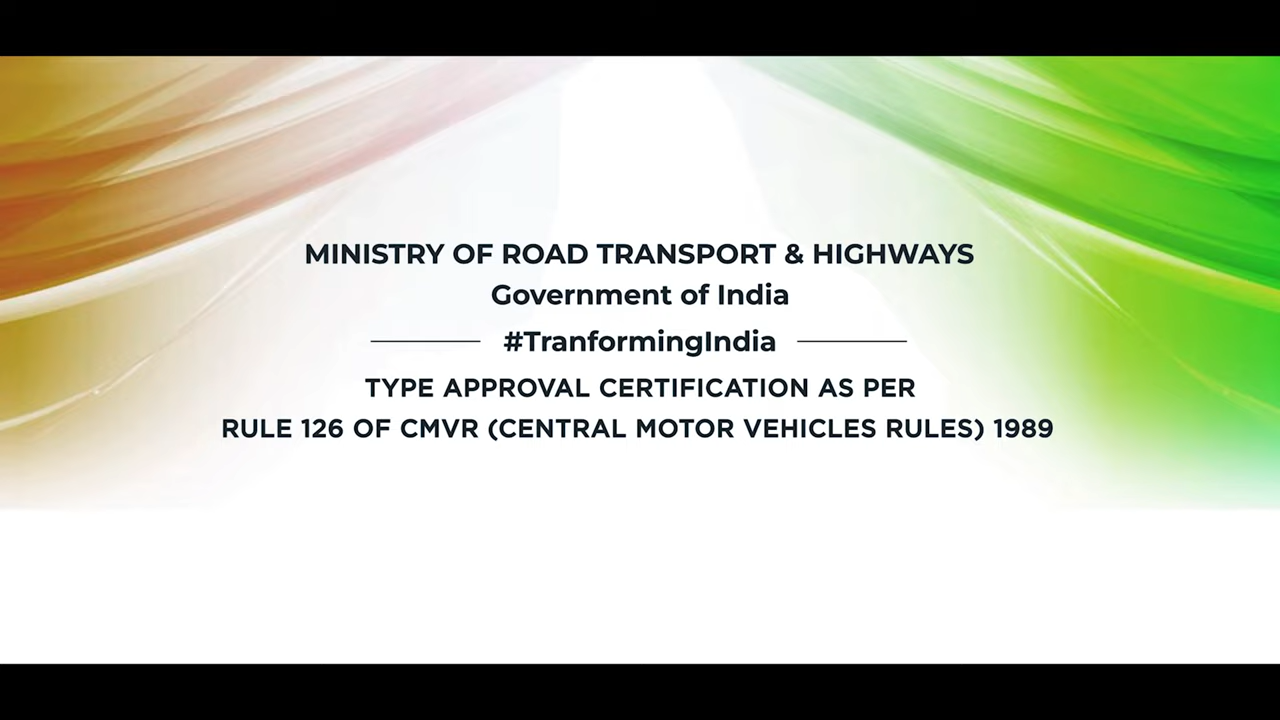 MINISTRY OF ROAD TRANSPORT & HIGHWAYS
Government of India
#TranformingIndia
TYPE APPROVAL CERTIFICATION AS PER
RULE 126 OF CMVR (CENTRAL MOTOR VEHICLES RULES) 1989